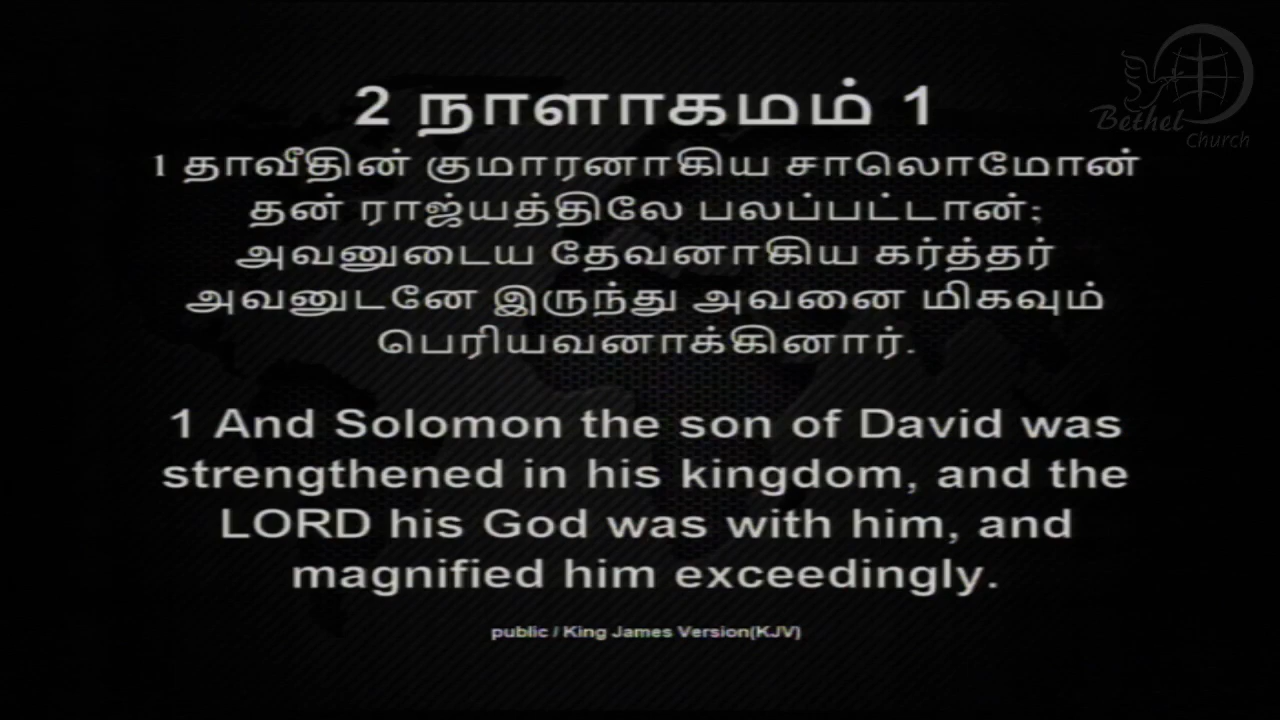 Bethel
Church
2 நாளாகமம் 1
1 தாவீதின் குமாரனாகிய சாலொமோன்
தன் ராஜ்யத்திலே பலப்பட்டான்;
அவனுடைய தேவனாகிய கர்த்தர்
அவனுடனே இருந்து அவனை மிகவும்
பெரியவனாக்கினார்.
1 And Solomon the son of David was
strengthened in his kingdom, and the
LORD his God was with him, and
magnified him exceedingly.
public / King James Version(KJV)